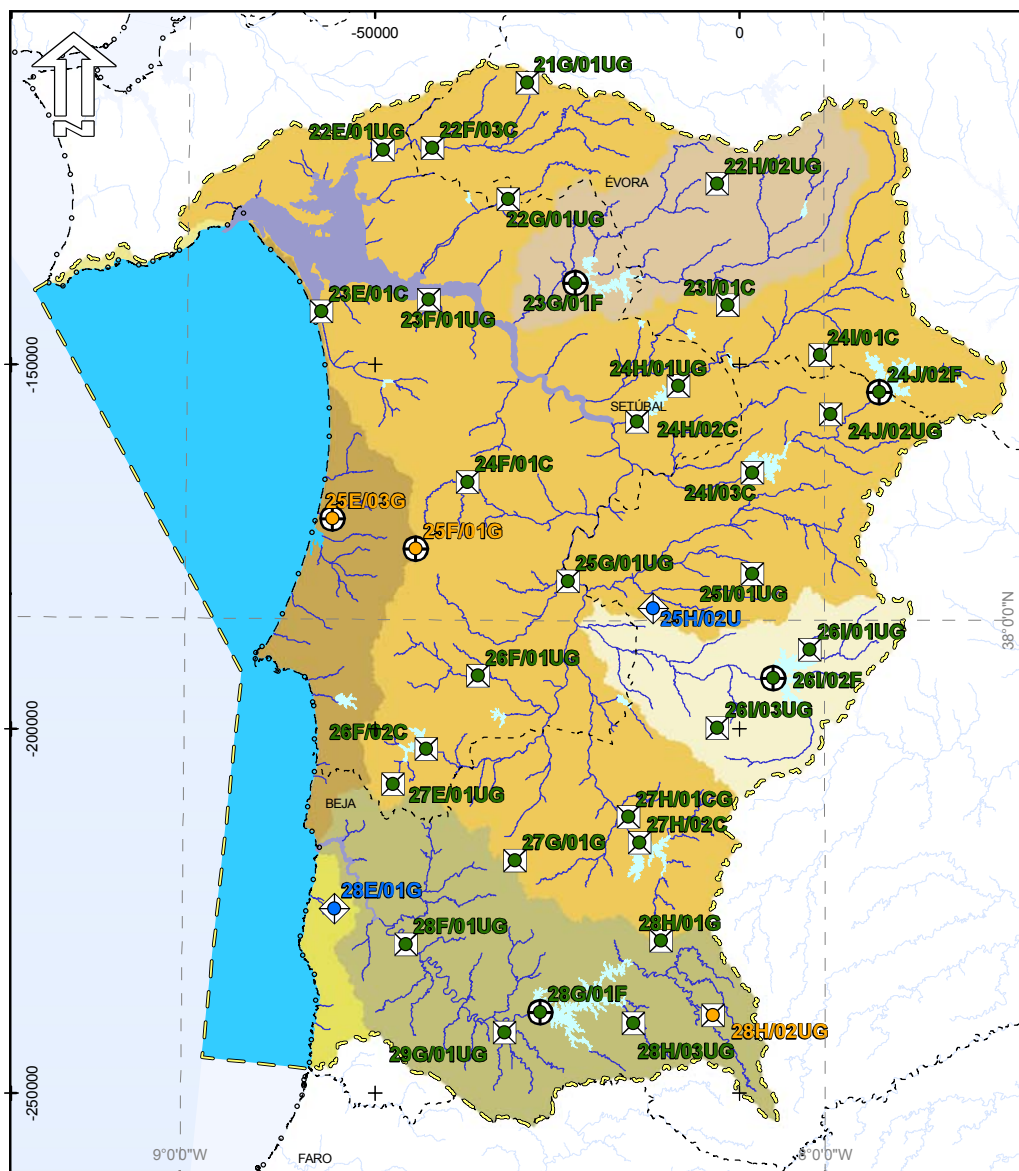 -50000
0
21G/01UG
22E/01UG
22F/03C
22H/02UG
ÉVORA
22G/01UG
23E/01C
23F/01UG
23G/01F
23I/01C
-150000
24I/01C
24H/01UG
24J/02F
SETÚBAL
24H/02C
24J/02UG
24F/01C
24I/03C
25E/03G
25F/01G
25G/01UG
25I/01UG
25H/02U
38°0'0"N
26I/01UG
26F/01UG
26I/02F
26I/03UG
-200000
26F/02C
27E/01UG
BEJA
27H/01CG
27H/02C
27G/01G
28E/01G
28F/01UG
28H/01G
28G/01F
29G/01UG
28H/03UG
28H/02UG
-250000
9°0'0"W
8°0'0"W
FARO
N